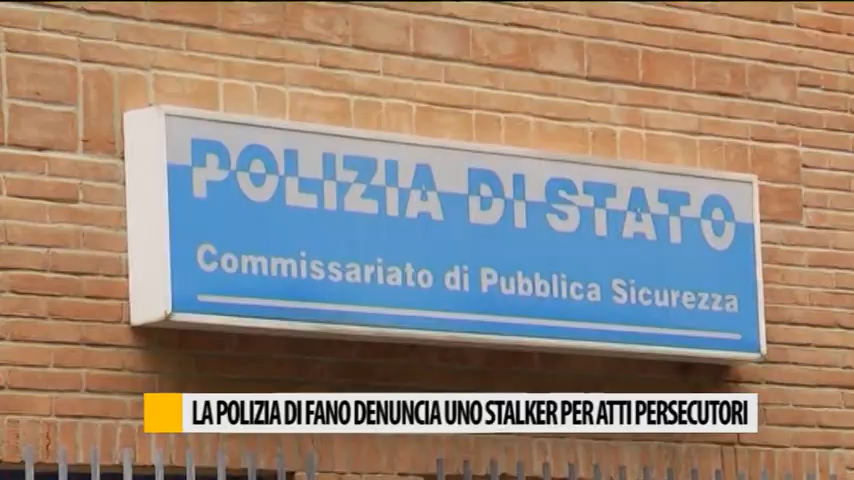 POLIZIA DI STATO
Commissariato di Pubblica Sicurezza
LA POLIZIA DI FANO DENUNCIA UNO STALKER PER ATTI PERSECUTORI